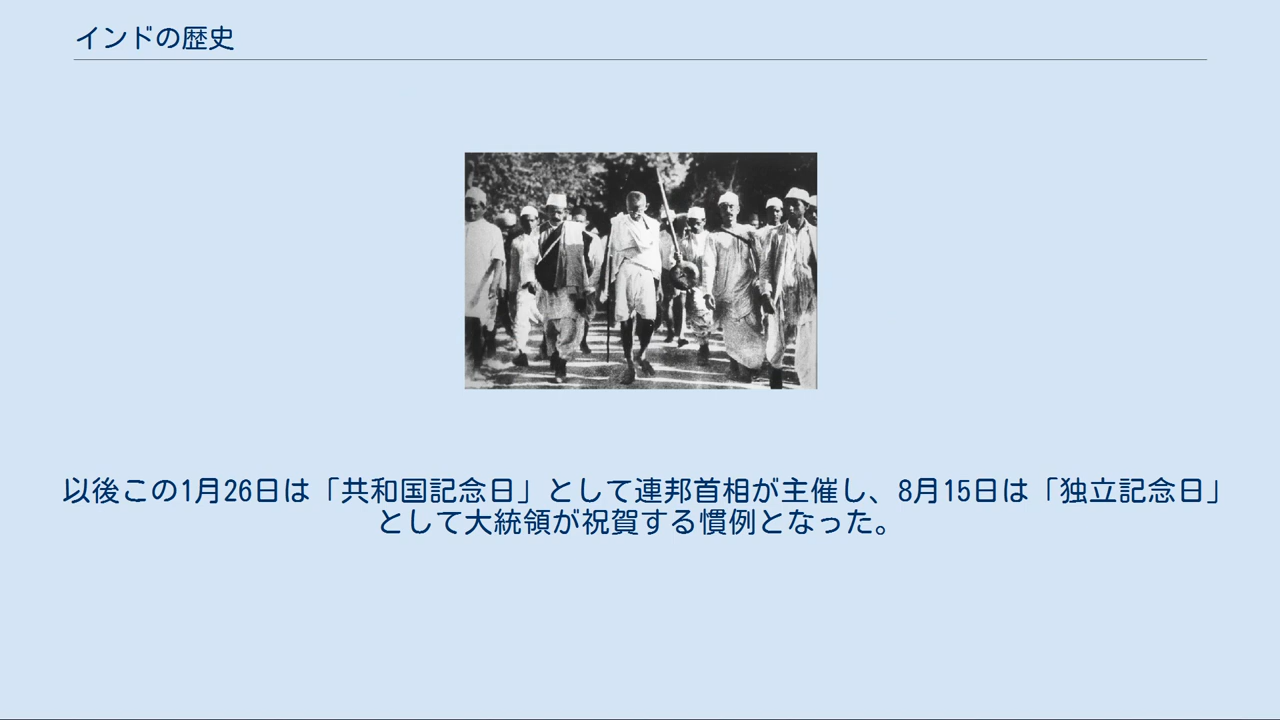 インドの歴史
以後この1月26日は「共和国記念日」として連邦首相が主催し、8月15日は「独立記念日」
として大統領が祝賀する慣例となった。